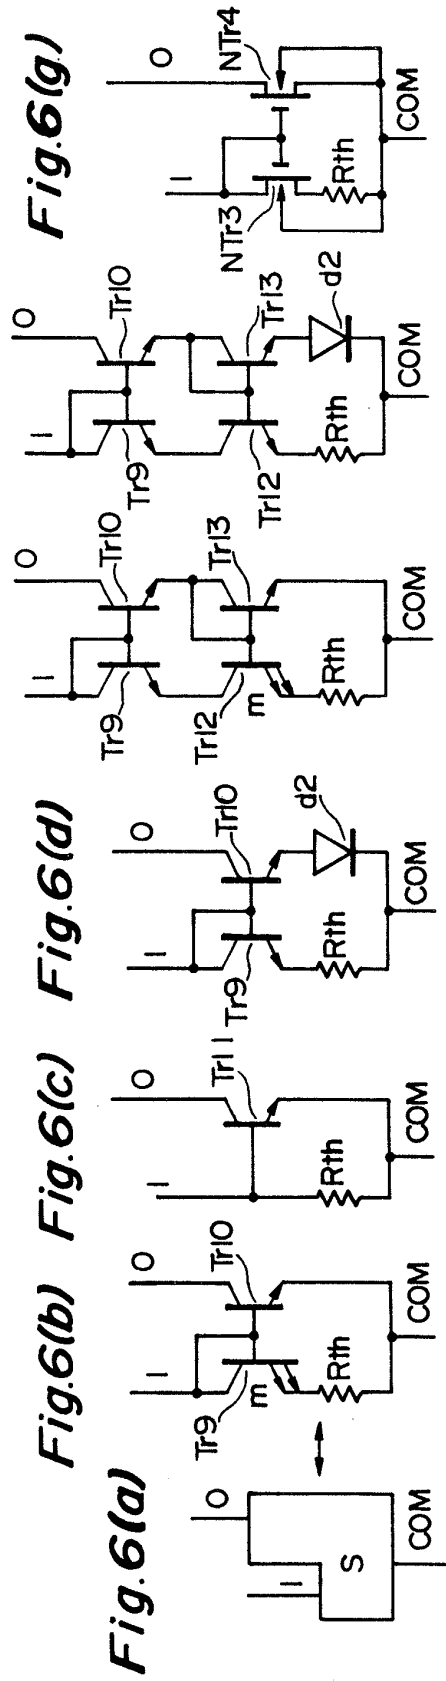 Fig.6(a)
I
O
S
COM
Fig.6(b)
I
O
Tr9
Tr10
m
Rth
COM
Fig.6(c)
I
O
Tr11
Rth
COM
Fig.6(d)
I
O
Tr9
Tr10
Rth
d2
COM
I
O
Tr9
Tr10
Tr12
Tr13
m
Rth
COM
I
O
Tr9
Tr10
Tr12
Tr13
Rth
d2
COM
Fig.6(g)
I
O
NTr3
NTr4
Rth
COM